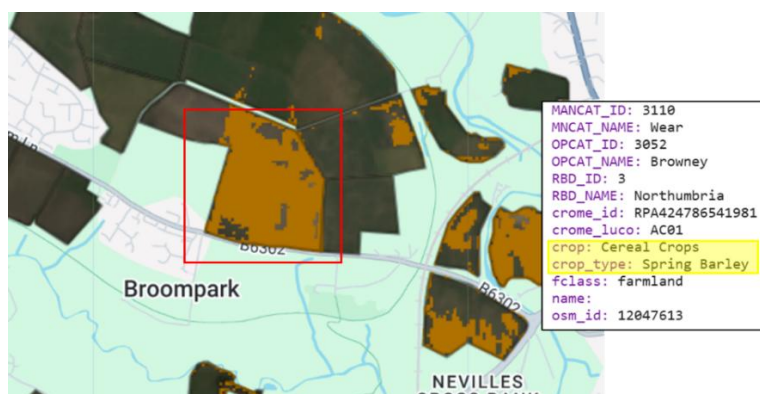 MANCAT_ID: 3110
MNCAT_NAME: Wear
OPCAT_ID: 3052
OPCAT_NAME: Browney
RBD_ID: 3
RBD_NAME: Northumbria
crome_id: RPA424786541981
crome_luco: AC01
crop: Cereal Crops
crop_type: Spring Barley
fclass: farmland
name:
osm_id: 12047613
B6302
Broompark
B6302
NEVILLES